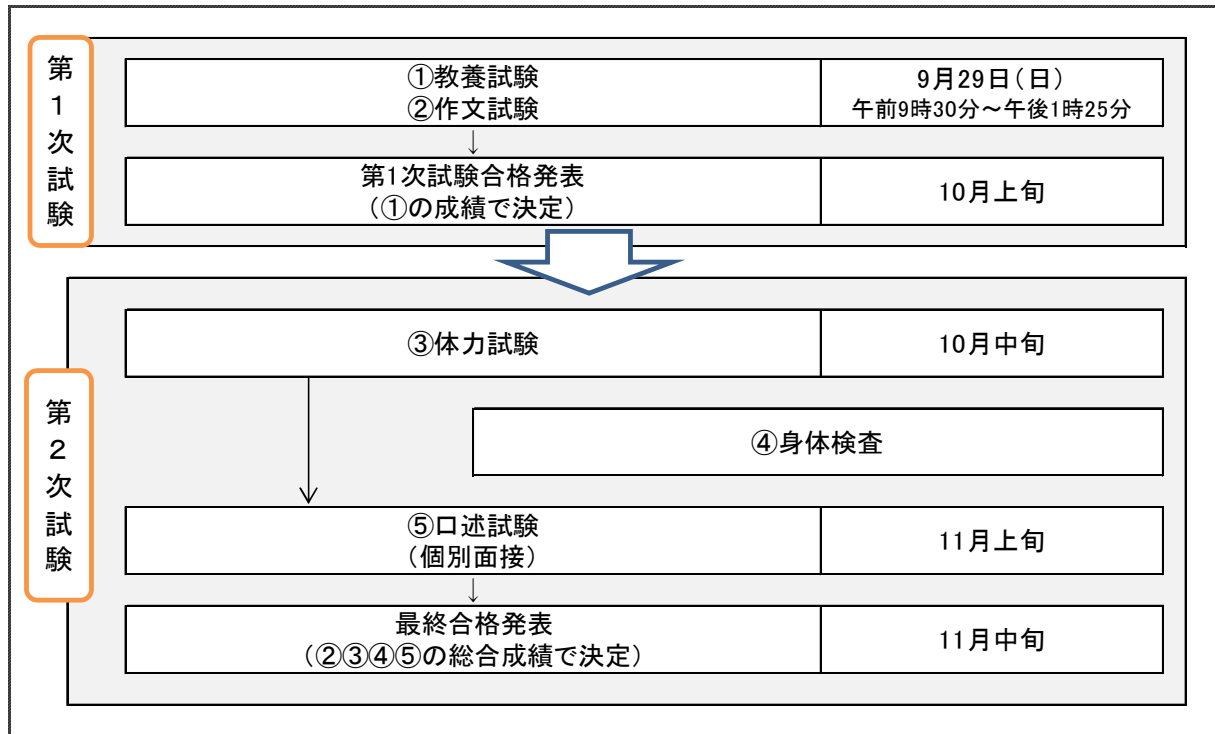 第1次試験
①教養試験
②作文試験
9月29日(日)
午前9時30分～午後1時25分
↓
第1次試験合格発表
(①の成績で決定)
10月上旬
第2次試験
③体力試験
10月中旬
④身体検査
⑤口述試験
(個別面接)
11月上旬
↓
最終合格発表
(②③④⑤の総合成績で決定)
11月中旬